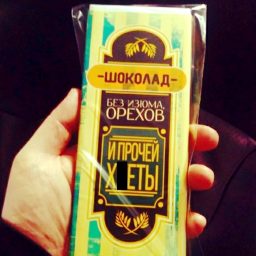 -ШОКОЛАД-
БЕЗ ИЗЮМА,
ОРЕХОВ
И ПРОЧЕЙ
Х ЕТЫ